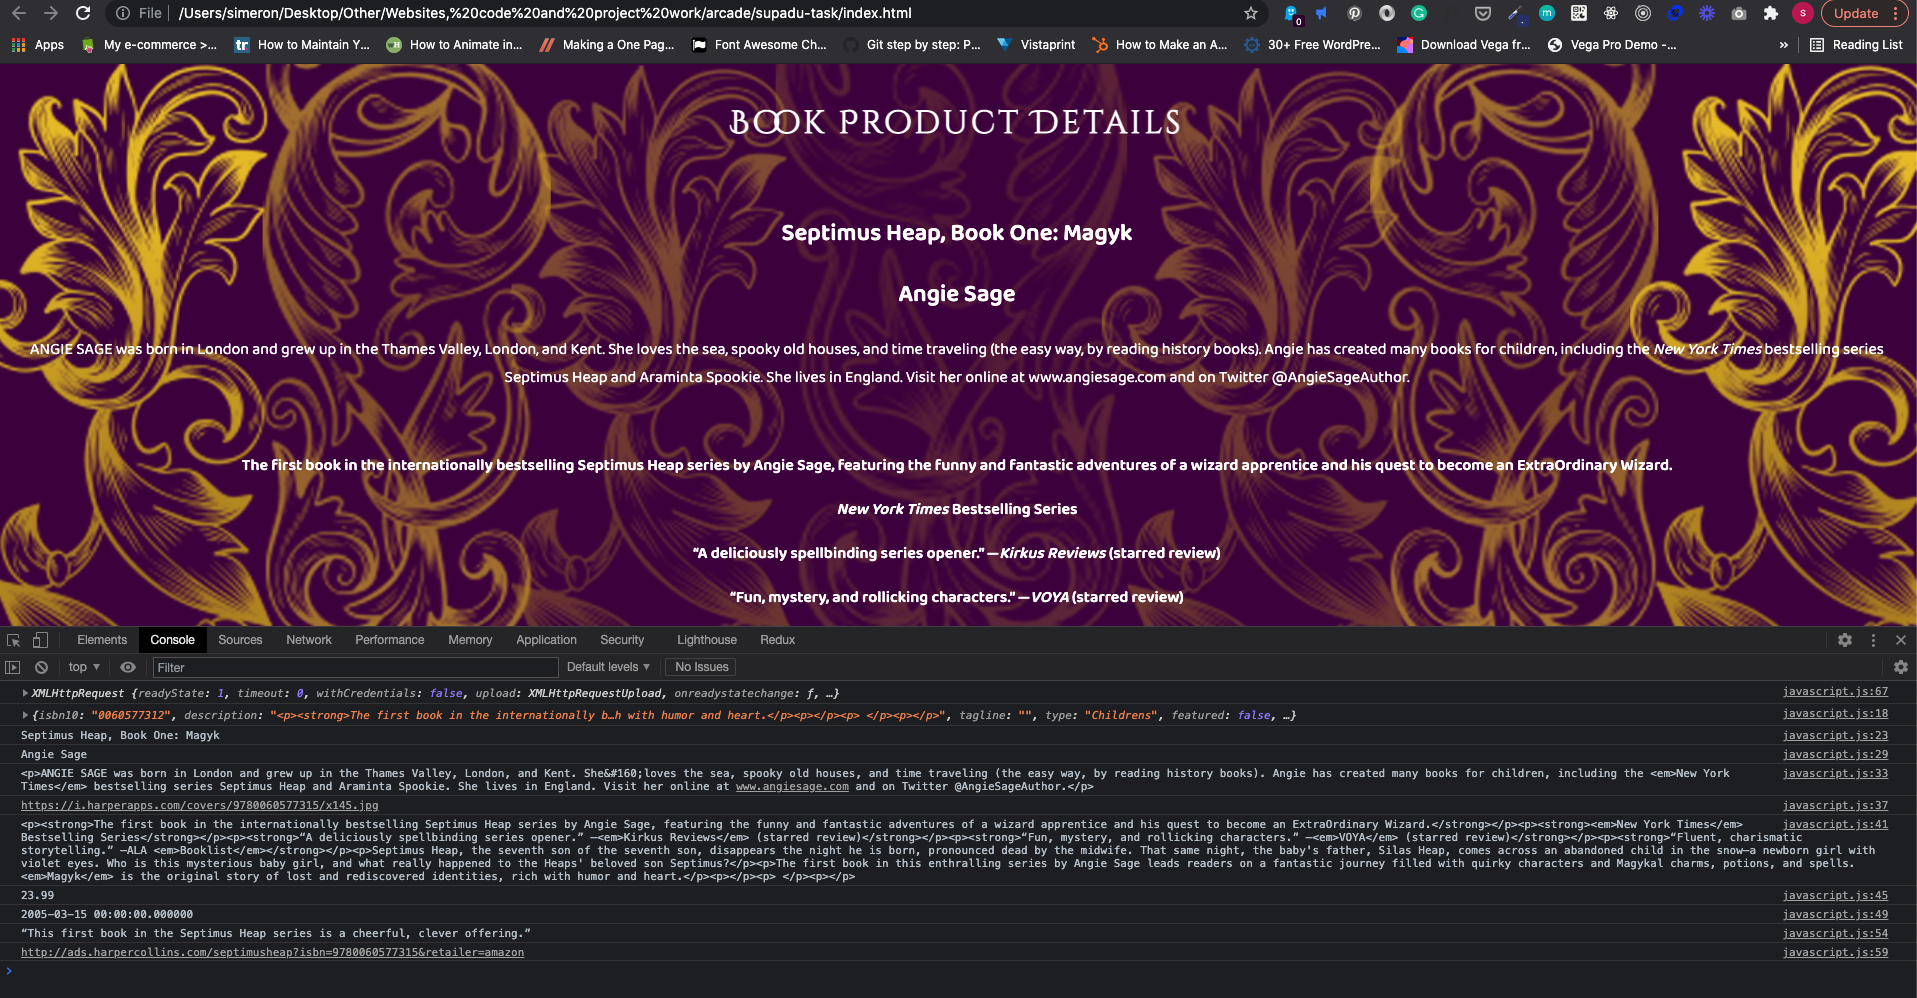 File | /Users/simeron/Desktop/Other/Websites,%20code%20and%20project%20work/arcade/supadu-task/index.html
0
m
S
Update
Apps
My e-commerce >...
tr How to Maintain Y...
How to Animate in...
Making a One Pag...
Font Awesome Ch...
Git step by step: P...
Vistaprint
How to Make an A...
30+ Free WordPre...
Download Vega fr...
Vega Pro Demo -...
»
Reading List
BOOK PRODUCT DETAILS
Septimus Heap, Book One: Magyk
Angie Sage
ANGIE SAGE was born in London and grew up in the Thames Valley, London, and Kent. She loves the sea, spooky old houses, and time traveling (the easy way, by reading history books). Angie has created many books for children, including the New York Times bestselling series
Septimus Heap and Araminta Spookie. She lives in England. Visit her online at www.angiesage.com and on Twitter @AngieSageAuthor.
The first book in the internationally bestselling Septimus Heap series by Angie Sage, featuring the funny and fantastic adventures of a wizard apprentice and his quest to become an ExtraOrdinary Wizard.
New York Times Bestselling Series
“A deliciously spellbinding series opener.” —Kirkus Reviews (starred review)
“Fun, mystery, and rollicking characters.” —VOYA (starred review)
Elements Console Sources Network Performance Memory Application Security Lighthouse Redux
top Filter Default levels No Issues
XMLHttpRequest {readyState: 1, timeout: 0, withCredentials: false, upload: XMLHttpRequestUpload, onreadystatechange: ƒ, …} javascript.js:67
{isbn10: "0060577312", description: "<p><strong>The first book in the internationally b…h with humor and heart.</p><p></p><p> </p><p></p>", tagline: "", type: "Childrens", featured: false, …} javascript.js:18
Septimus Heap, Book One: Magyk javascript.js:23
Angie Sage javascript.js:29
<p>ANGIE SAGE was born in London and grew up in the Thames Valley, London, and Kent. She&#160;loves the sea, spooky old houses, and time traveling (the easy way, by reading history books). Angie has created many books for children, including the <em>New York javascript.js:33
Times</em> bestselling series Septimus Heap and Araminta Spookie. She lives in England. Visit her online at www.angiesage.com and on Twitter @AngieSageAuthor.</p>
https://i.harperapps.com/covers/9780060577315/x145.jpg javascript.js:37
<p><strong>The first book in the internationally bestselling Septimus Heap series by Angie Sage, featuring the funny and fantastic adventures of a wizard apprentice and his quest to become an ExtraOrdinary Wizard.</strong></p><p><strong><em>New York Times</em> javascript.js:41
Bestselling Series</strong></p><p><strong>“A deliciously spellbinding series opener.” —<em>Kirkus Reviews</em> (starred review)</strong></p><p><strong>“Fun, mystery, and rollicking characters.” —<em>VOYA</em> (starred review)</strong></p><p><strong>“Fluent, charismatic
storytelling.” —ALA <em>Booklist</em></strong></p><p>Septimus Heap, the seventh son of the seventh son, disappears the night he is born, pronounced dead by the midwife. That same night, the baby's father, Silas Heap, comes across an abandoned child in the snow—a newborn girl with
violet eyes. Who is this mysterious baby girl, and what really happened to the Heaps' beloved son Septimus?</p><p>The first book in this enthralling series by Angie Sage leads readers on a fantastic journey filled with quirky characters and Magykal charms, potions, and spells.
<em>Magyk</em> is the original story of lost and rediscovered identities, rich with humor and heart.</p><p></p><p> </p><p></p>
23.99 javascript.js:45
2005-03-15 00:00:00.000000 javascript.js:49
“This first book in the Septimus Heap series is a cheerful, clever offering.” javascript.js:54
http://ads.harpercollins.com/septimusheap?isbn=9780060577315&retailer=amazon javascript.js:59